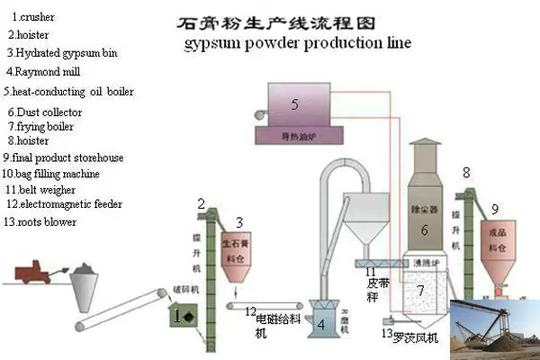 石膏粉生产线流程图
gypsum powder production line
1.crusher
2.hoister
3.Hydrated gypsum bin
4.Raymond mill
5.heat-conducting oil boiler
6.Dust collector
7.frying boiler
8.hoister
9.final product storehouse
10.bag filling machine
11.belt weigher
12.electromagnetic feeder
13.roots blower
5
导热油炉
2
提升机
3
生石膏
料仓
除尘器
6
8
提升机
9
成品
料仓
沸腾炉
7
11
皮带
秤
破碎机
1
12
电磁给料
机
4
磨机
13
罗茨风机